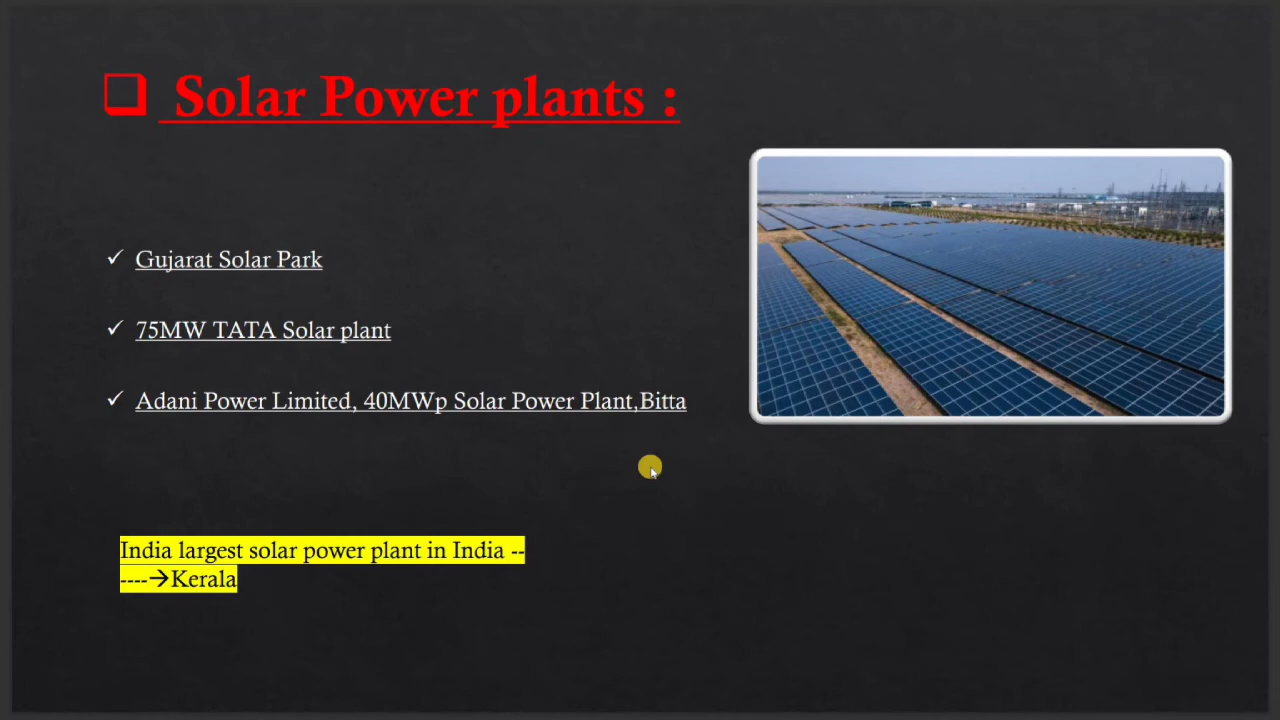 ❑ Solar Power plants :
✓ Gujarat Solar Park
✓ 75MW TATA Solar plant
✓ Adani Power Limited, 40MWp Solar Power Plant,Bitta
India largest solar power plant in India --
----→Kerala